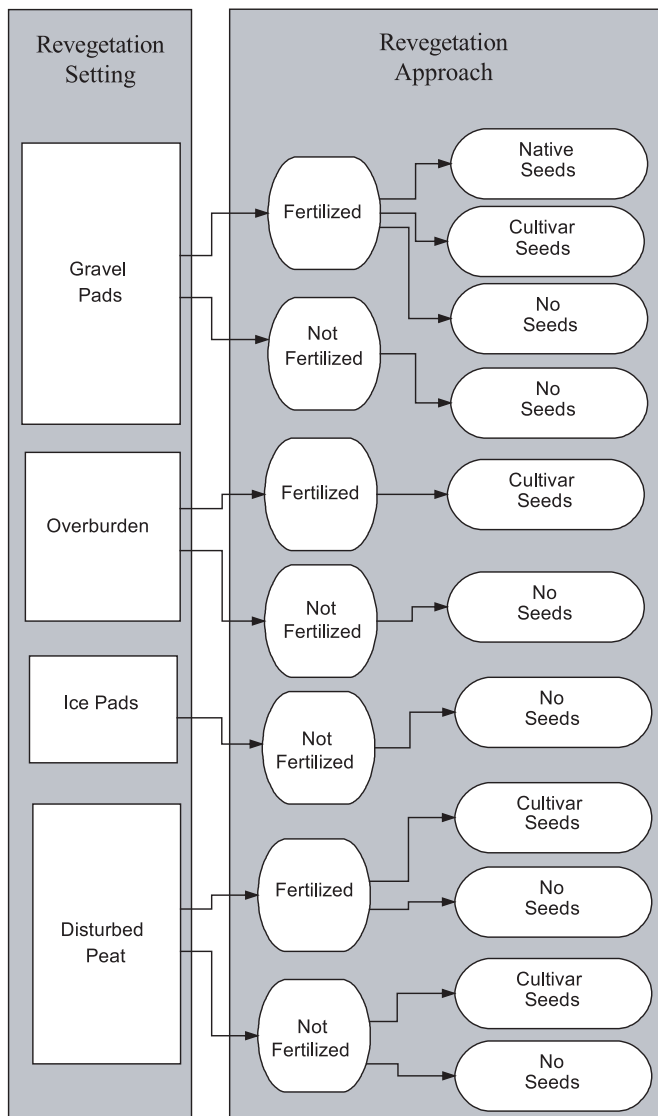 Revegetation
Setting
Revegetation
Approach
Gravel
Pads
Fertilized
Native
Seeds
Cultivar
Seeds
No
Seeds
Not
Fertilized
No
Seeds
Overburden
Fertilized
Cultivar
Seeds
Not
Fertilized
No
Seeds
Ice Pads
Not
Fertilized
No
Seeds
Disturbed
Peat
Fertilized
Cultivar
Seeds
No
Seeds
Not
Fertilized
Cultivar
Seeds
No
Seeds